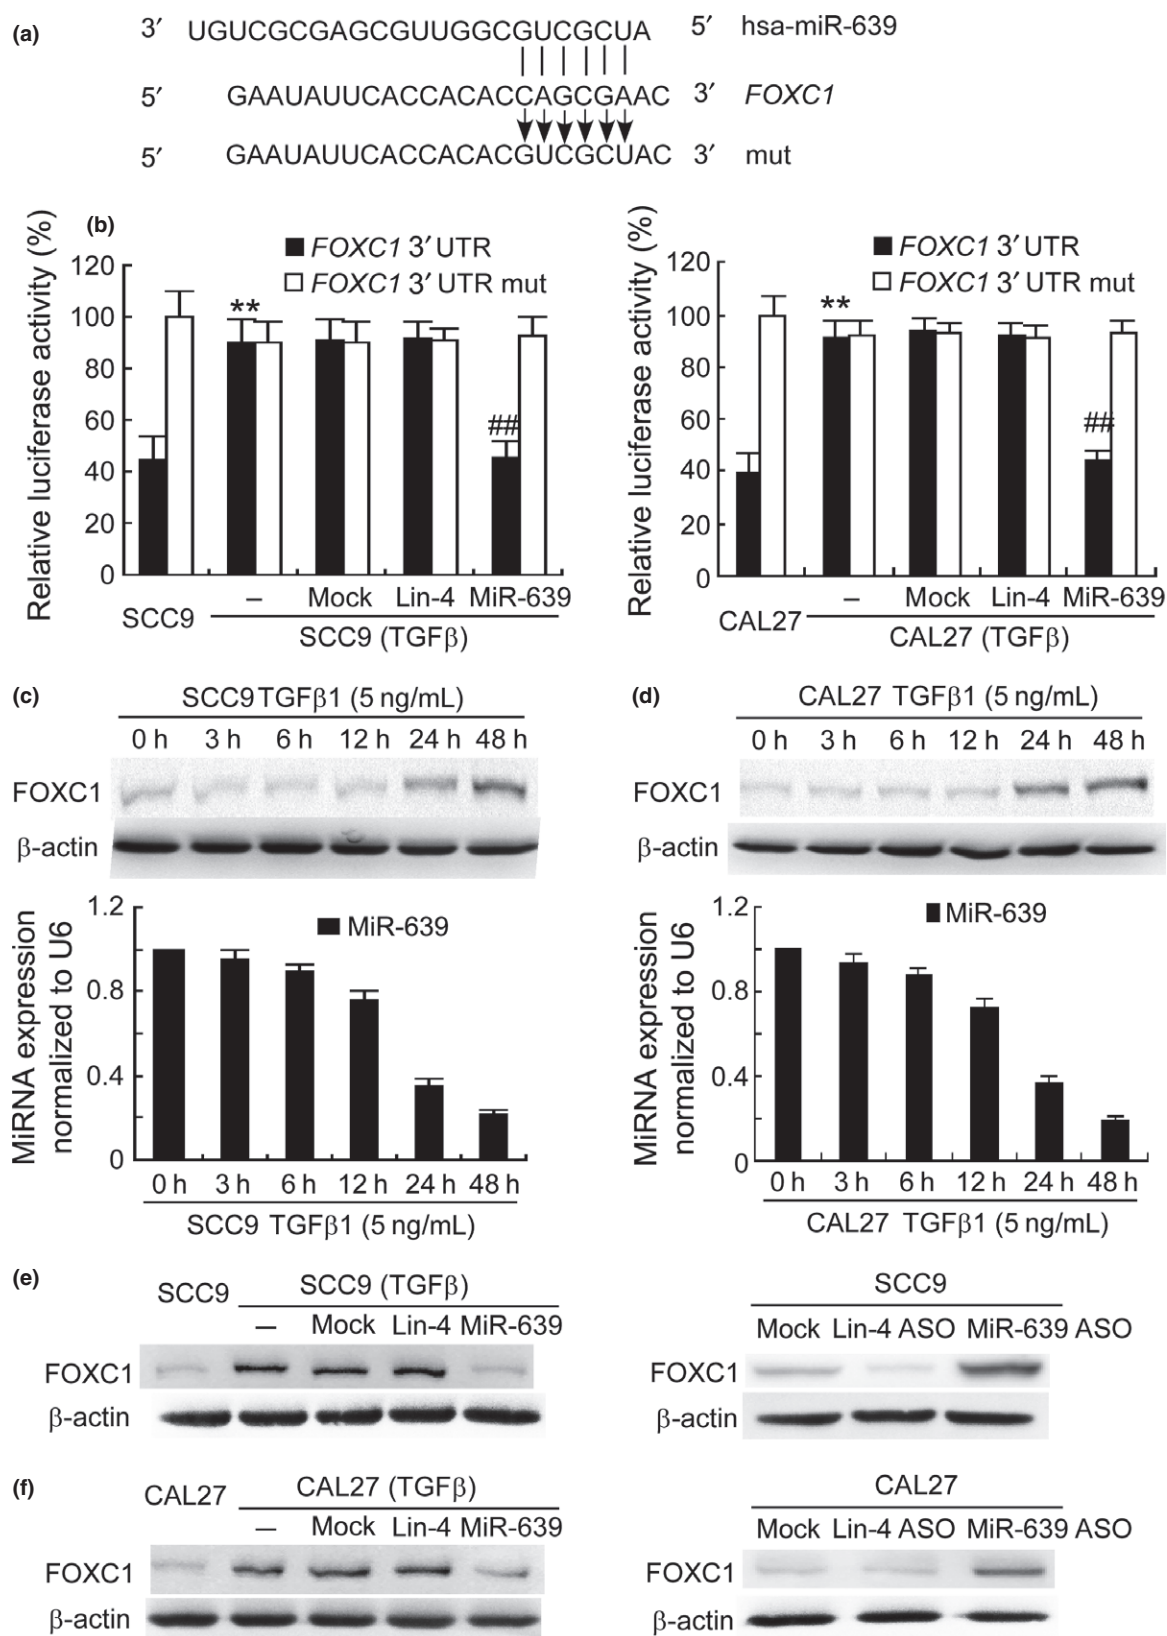 (a)
3′ UGUCGCGAGCGUUGGCGUCGCUA 5′ hsa-miR-639
5′ GAAUAUUCACCACACCAGCGAAC 3′ FOXC1
5′ GAAUAUUCACCACACGUCGCUAC 3′ mut
(b)
Relative luciferase activity (%)
FOXC1 3′ UTR
FOXC1 3′ UTR mut
120
100
80
60
40
20
0
**
##
SCC9
– Mock Lin-4 MiR-639
SCC9 (TGFβ)
Relative luciferase activity (%)
FOXC1 3′ UTR
FOXC1 3′ UTR mut
120
100
80
60
40
20
0
**
##
CAL27
– Mock Lin-4 MiR-639
CAL27 (TGFβ)
(c)
SCC9 TGFβ1 (5 ng/mL)
0 h 3 h 6 h 12 h 24 h 48 h
FOXC1
β-actin
MiRNA expression
normalized to U6
MiR-639
1.2
0.8
0.4
0
0 h 3 h 6 h 12 h 24 h 48 h
SCC9 TGFβ1 (5 ng/mL)
(d)
CAL27 TGFβ1 (5 ng/mL)
0 h 3 h 6 h 12 h 24 h 48 h
FOXC1
β-actin
MiRNA expression
normalized to U6
MiR-639
1.2
0.8
0.4
0
0 h 3 h 6 h 12 h 24 h 48 h
CAL27 TGFβ1 (5 ng/mL)
(e)
SCC9
SCC9 (TGFβ)
– Mock Lin-4 MiR-639
FOXC1
β-actin
SCC9
Mock Lin-4 ASO MiR-639 ASO
FOXC1
β-actin
(f)
CAL27
CAL27 (TGFβ)
– Mock Lin-4 MiR-639
FOXC1
β-actin
CAL27
Mock Lin-4 ASO MiR-639 ASO
FOXC1
β-actin